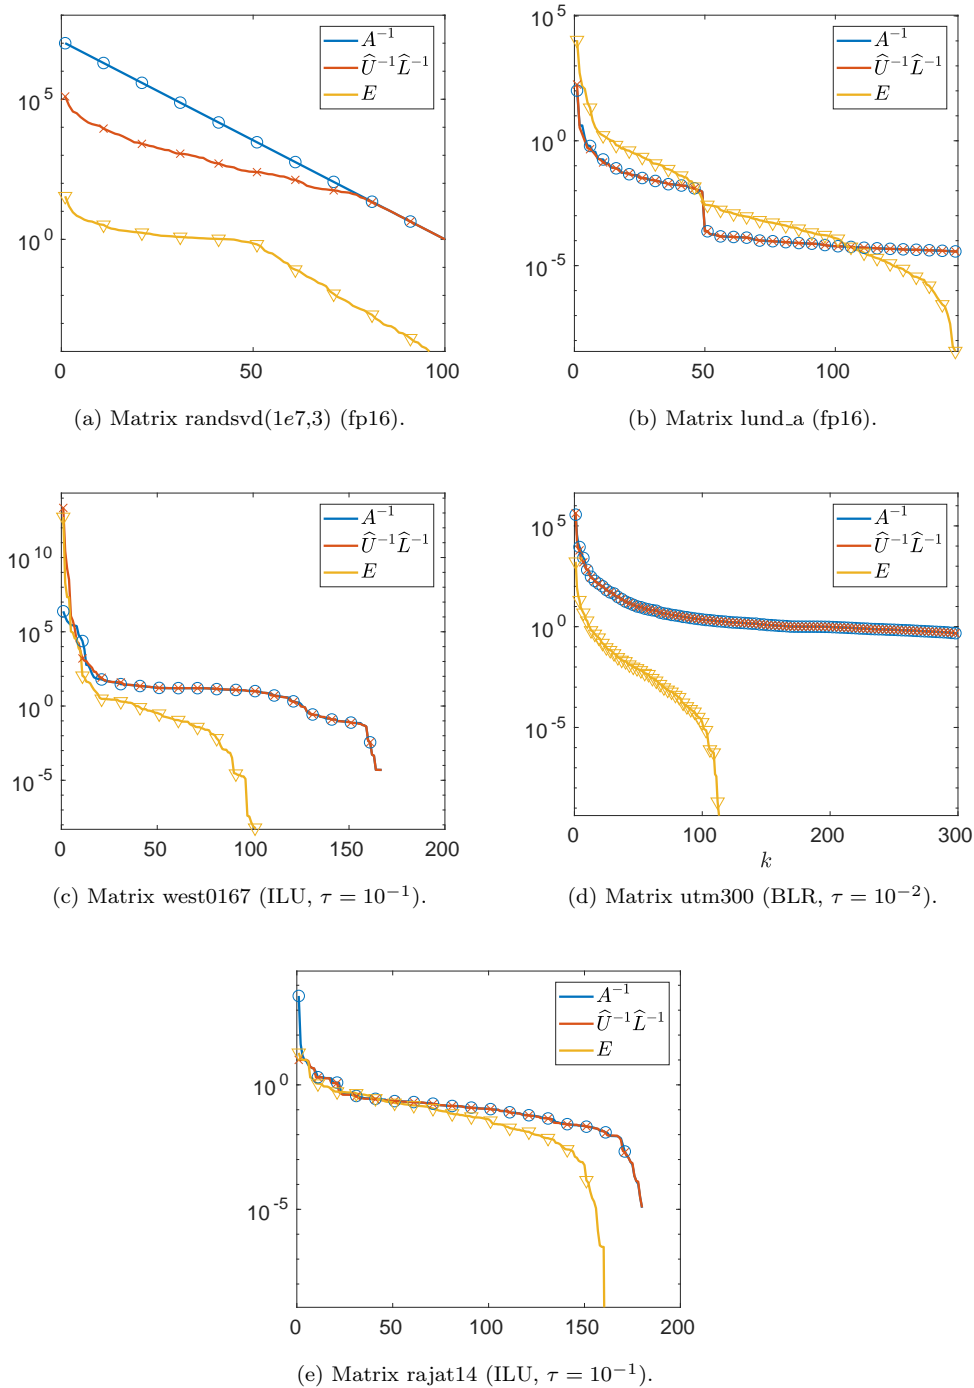 10^5
10^0
0
50
100
A^{-1}
\widehat{U}^{-1}\widehat{L}^{-1}
E
(a) Matrix randsvd(1e7,3) (fp16).
10^5
10^0
10^{-5}
0
50
100
A^{-1}
\widehat{U}^{-1}\widehat{L}^{-1}
E
(b) Matrix lund_a (fp16).
10^{10}
10^5
10^0
10^{-5}
0
50
100
150
200
A^{-1}
\widehat{U}^{-1}\widehat{L}^{-1}
E
(c) Matrix west0167 (ILU, τ = 10^{-1}).
10^5
10^0
10^{-5}
0
100
200
300
k
A^{-1}
\widehat{U}^{-1}\widehat{L}^{-1}
E
(d) Matrix utm300 (BLR, τ = 10^{-2}).
10^0
10^{-5}
0
50
100
150
200
A^{-1}
\widehat{U}^{-1}\widehat{L}^{-1}
E
(e) Matrix rajat14 (ILU, τ = 10^{-1}).